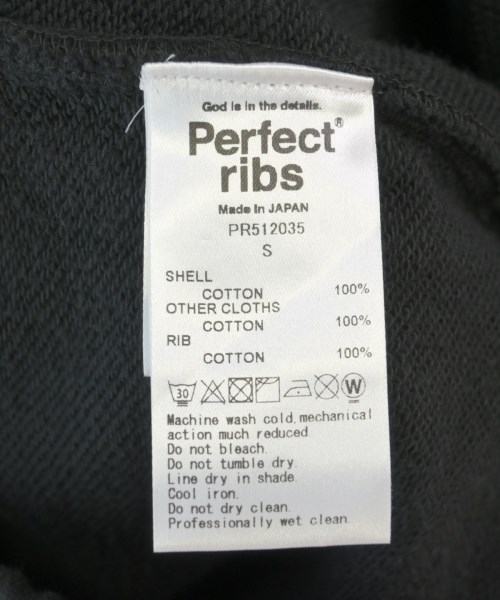 God is in the details.
Perfect®
ribs
Made in JAPAN
PR512035
S
SHELL
COTTON 100%
OTHER CLOTHS
COTTON 100%
RIB
COTTON 100%
30 W
Machine wash cold,mechanical
action much reduced
Do not bleach.
Do not tumble dry.
Line dry in shade.
Cool iron.
Do not dry clean.
Professionally wet clean.